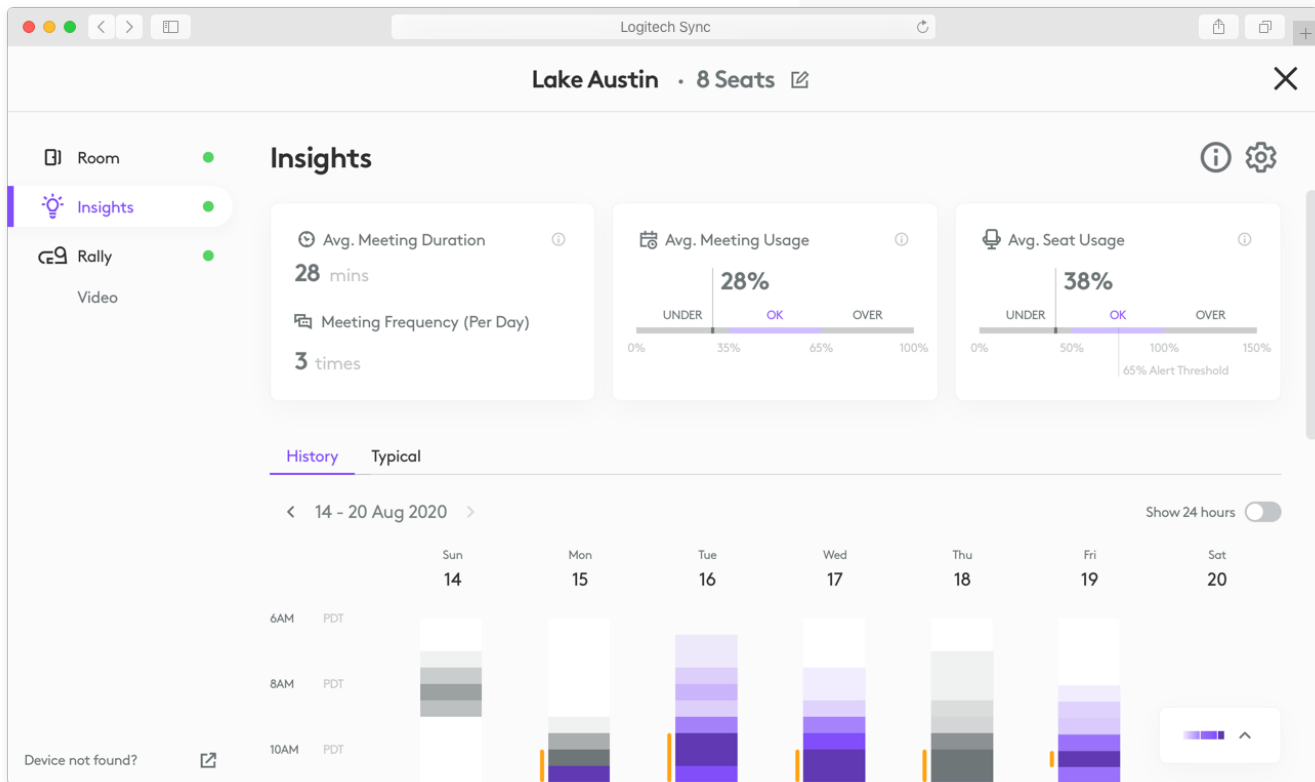 Logitech Sync
Lake Austin · 8 Seats
Room
Insights
Rally
Video
Device not found?
Insights
Avg. Meeting Duration
28 mins
Meeting Frequency (Per Day)
3 times
Avg. Meeting Usage
28%
UNDER OK OVER
0% 35% 65% 100%
Avg. Seat Usage
38%
UNDER OK OVER
0% 50% 100% 150%
65% Alert Threshold
History Typical
14 - 20 Aug 2020
Show 24 hours
Sun Mon Tue Wed Thu Fri Sat
14 15 16 17 18 19 20
6AM PDT
8AM PDT
10AM PDT